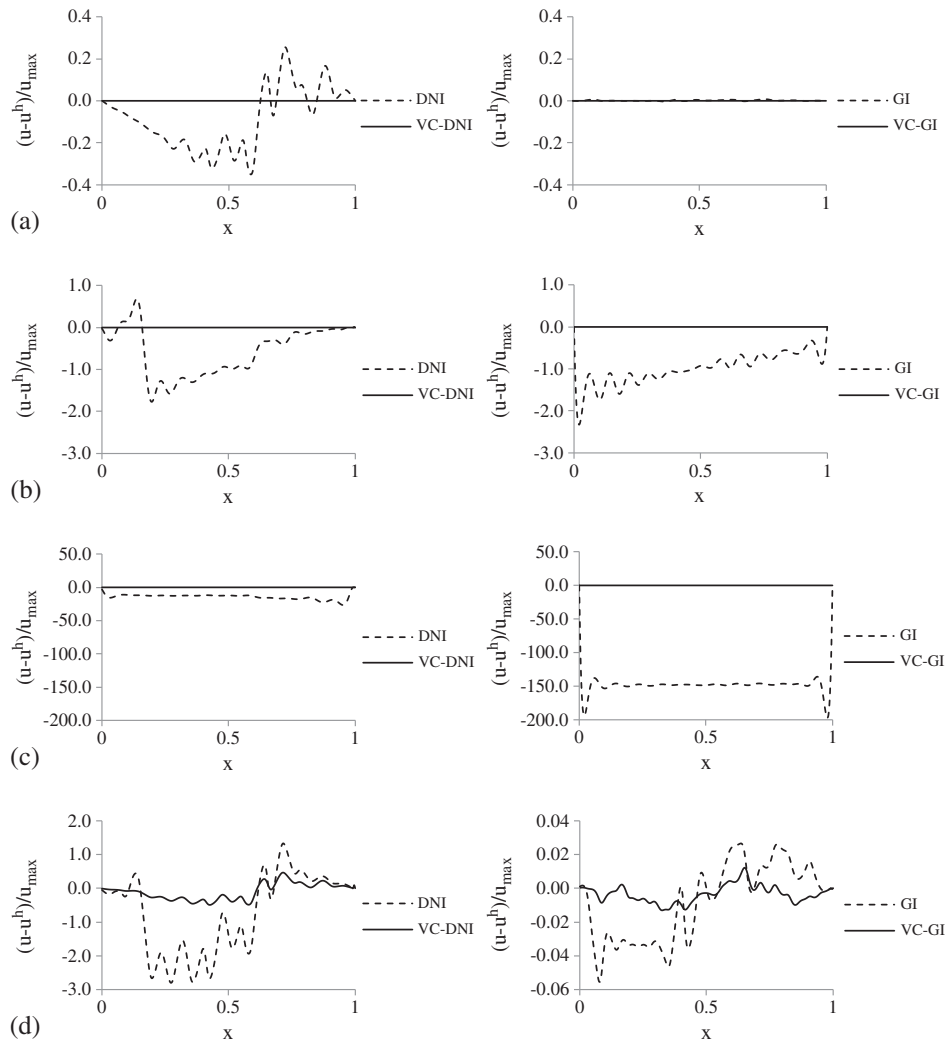 0.4
0.2
0.0
-0.2
-0.4
(u-u^h)/u_max
0 0.5 1
x
DNI
VC-DNI
0.4
0.2
0.0
-0.2
-0.4
(u-u^h)/u_max
0 0.5 1
x
GI
VC-GI
(a)
1.0
0.0
-1.0
-2.0
-3.0
(u-u^h)/u_max
0 0.5 1
x
DNI
VC-DNI
1.0
0.0
-1.0
-2.0
-3.0
(u-u^h)/u_max
0 0.5 1
x
GI
VC-GI
(b)
50.0
0.0
-50.0
-100.0
-150.0
-200.0
(u-u^h)/u_max
0 0.5 1
x
DNI
VC-DNI
50.0
0.0
-50.0
-100.0
-150.0
-200.0
(u-u^h)/u_max
0 0.5 1
x
GI
VC-GI
(c)
2.0
1.0
0.0
-1.0
-2.0
-3.0
(u-u^h)/u_max
0 0.5 1
x
DNI
VC-DNI
0.04
0.02
0.00
-0.02
-0.04
-0.06
(u-u^h)/u_max
0 0.5 1
x
GI
VC-GI
(d)